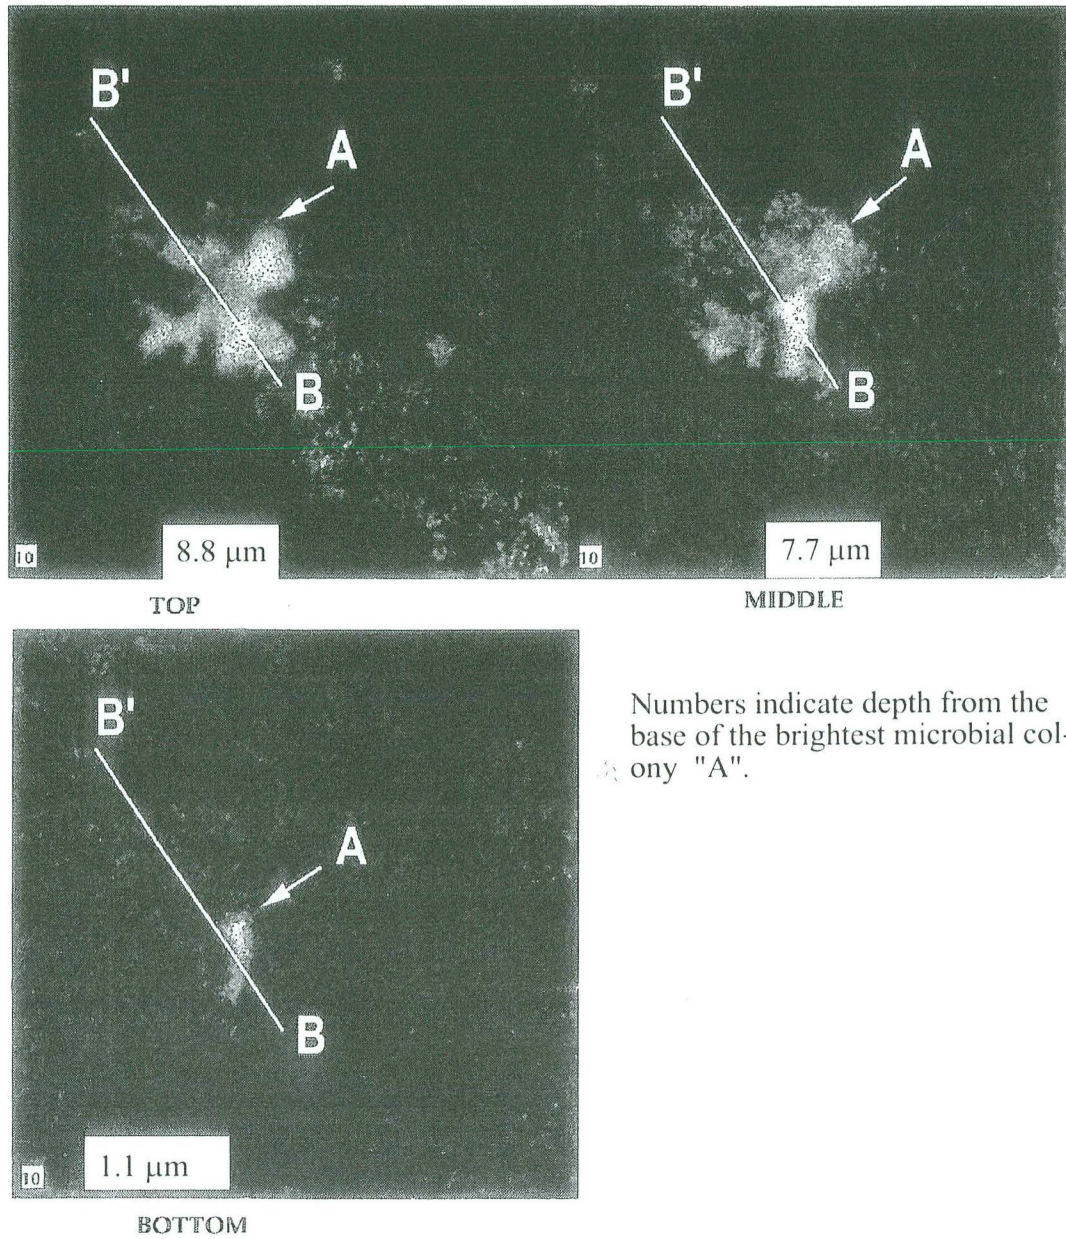 B'
A
B
10
8.8 µm
TOP
B'
A
B
10
7.7 µm
MIDDLE
B'
A
B
10
1.1 µm
BOTTOM
Numbers indicate depth from the
base of the brightest microbial col-
ony "A".